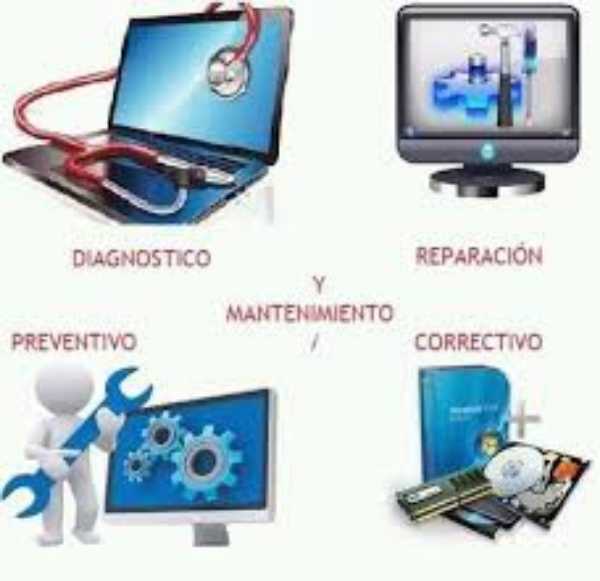 DIAGNOSTICO
REPARACIÓN
Y
MANTENIMIENTO
PREVENTIVO
/
CORRECTIVO